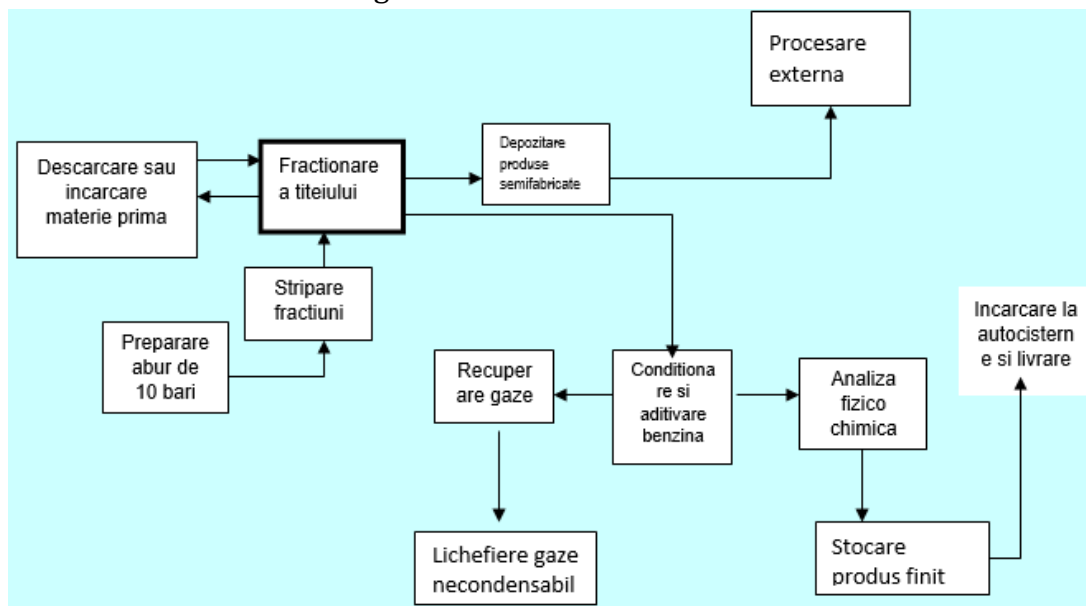 Procesare
externa
Descarcare sau
incarcare
materie prima
Fractionare
a titeiului
Depozitare
produse
semifabricate
Stripare
fractiuni
Preparare
abur de
10 bari
Recuper
are gaze
Conditiona
re si
aditivare
benzina
Analiza
fizico
chimica
Incarcare la
autocistern
e si livrare
Lichefiere gaze
necondensabil
Stocare
produs finit